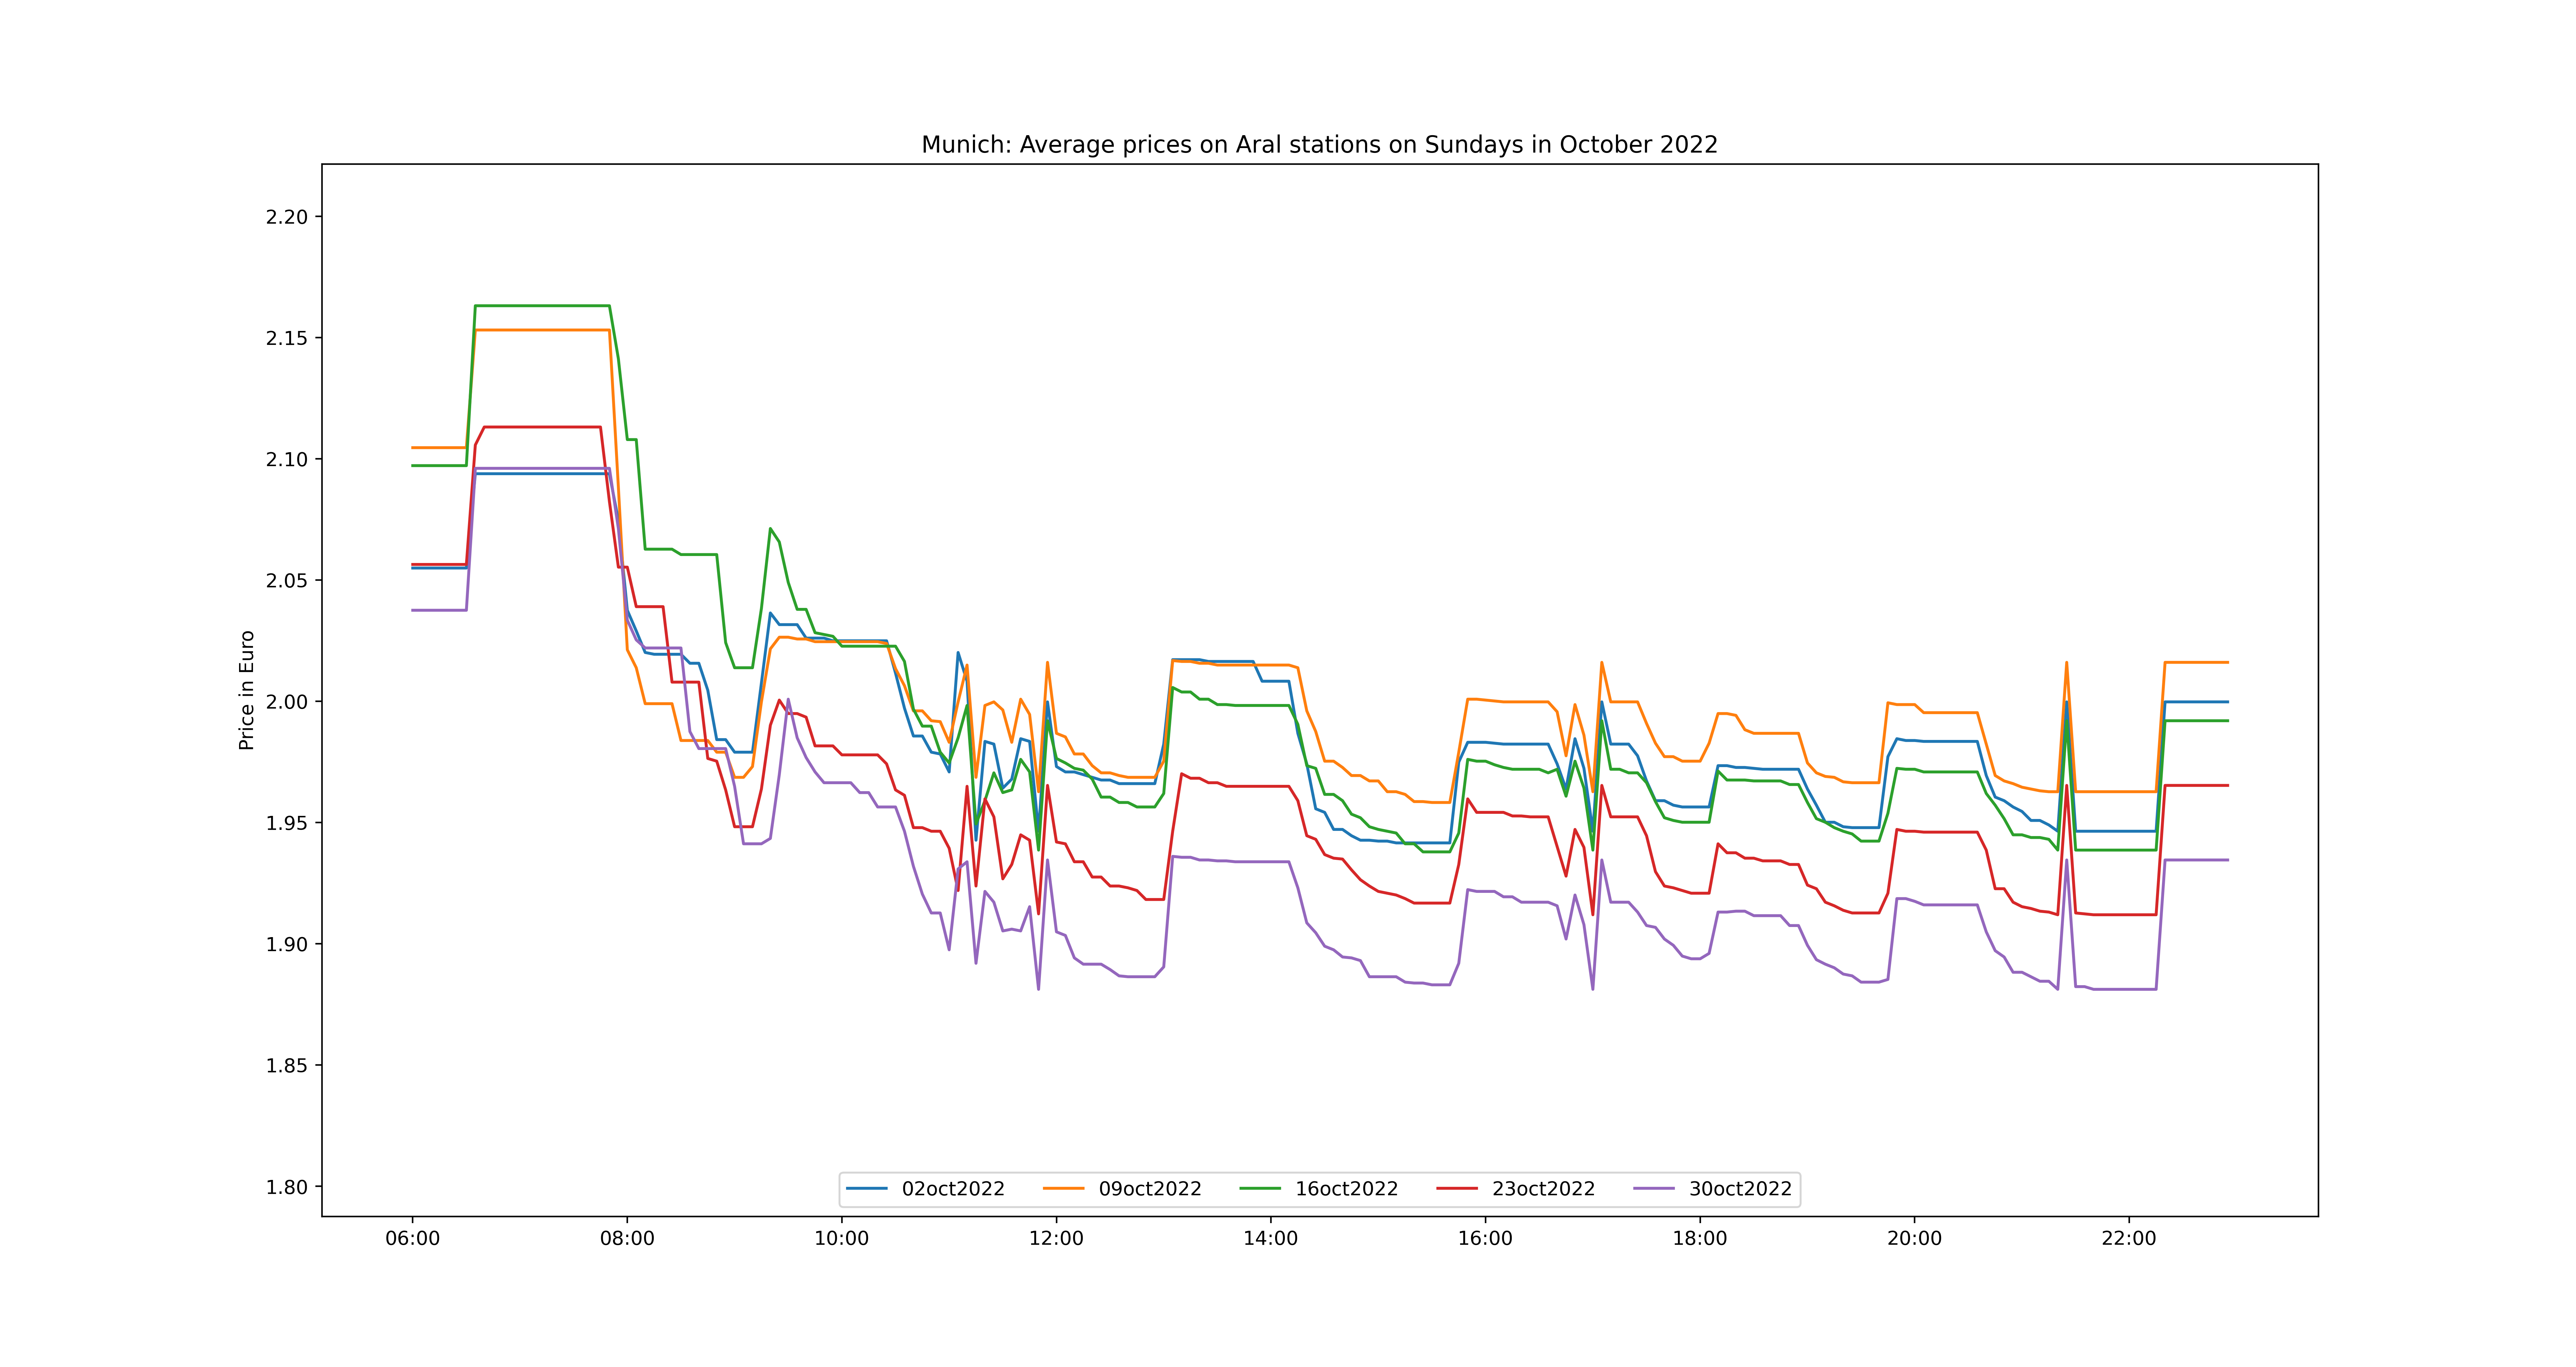 Munich: Average prices on Aral stations on Sundays in October 2022
Price in Euro
2.20
2.15
2.10
2.05
2.00
1.95
1.90
1.85
1.80
02oct2022 09oct2022 16oct2022 23oct2022 30oct2022
06:00 08:00 10:00 12:00 14:00 16:00 18:00 20:00 22:00